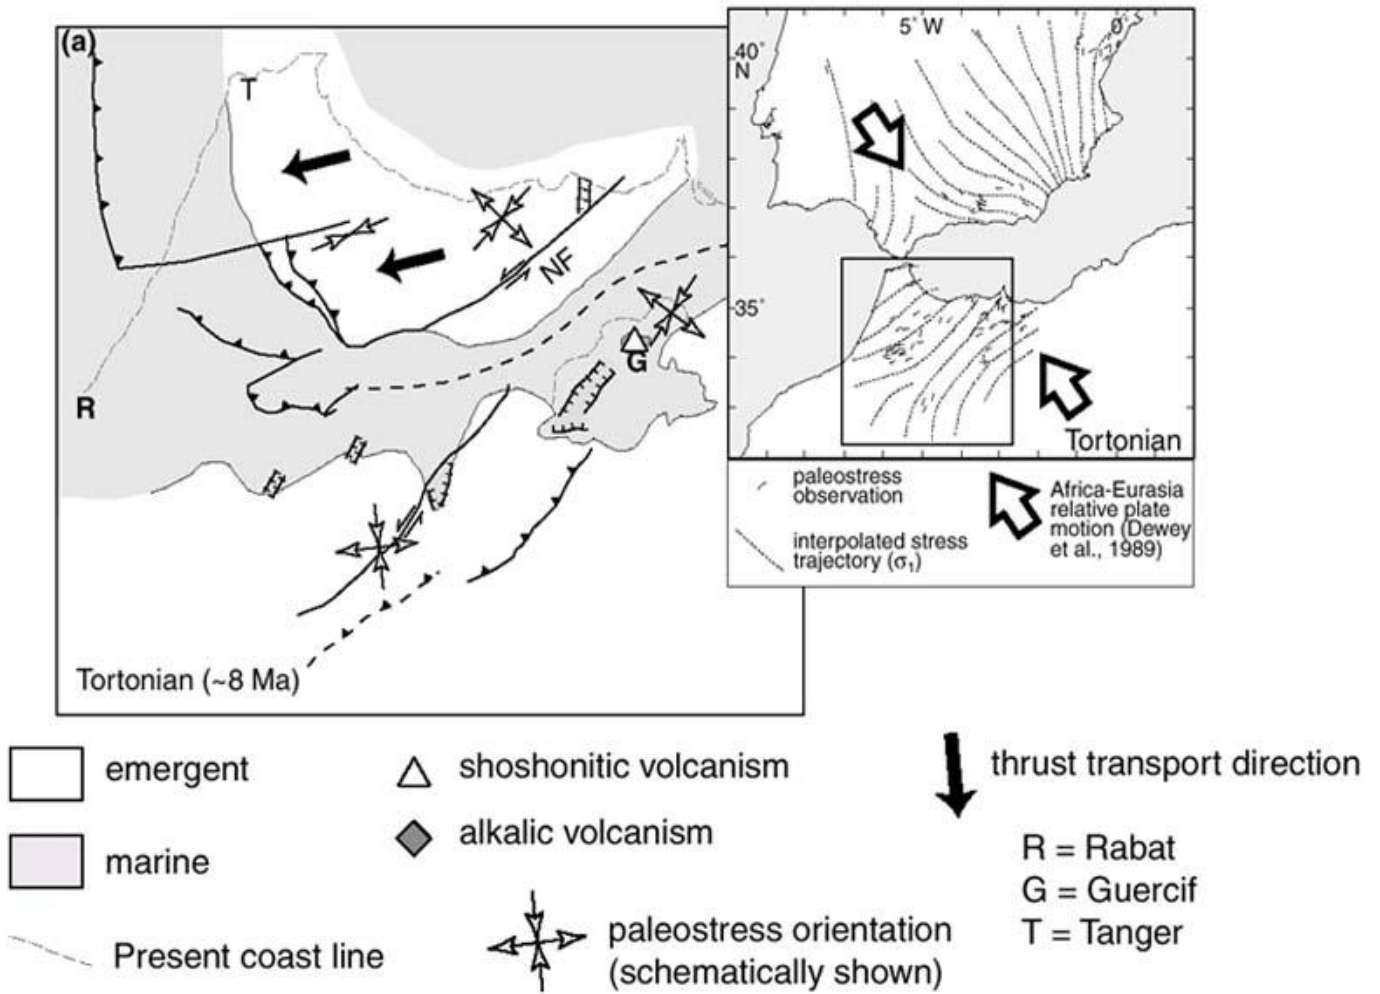 (a)
T
NF
G
R
Tortonian (~8 Ma)
5° W
0°
40°
N
35°
Tortonian
paleostress
observation
interpolated stress
trajectory (σ₁)
Africa-Eurasia
relative plate
motion (Dewey
et al., 1989)
emergent
marine
Present coast line
shoshonitic volcanism
alkalic volcanism
paleostress orientation
(schematically shown)
thrust transport direction
R = Rabat
G = Guercif
T = Tanger